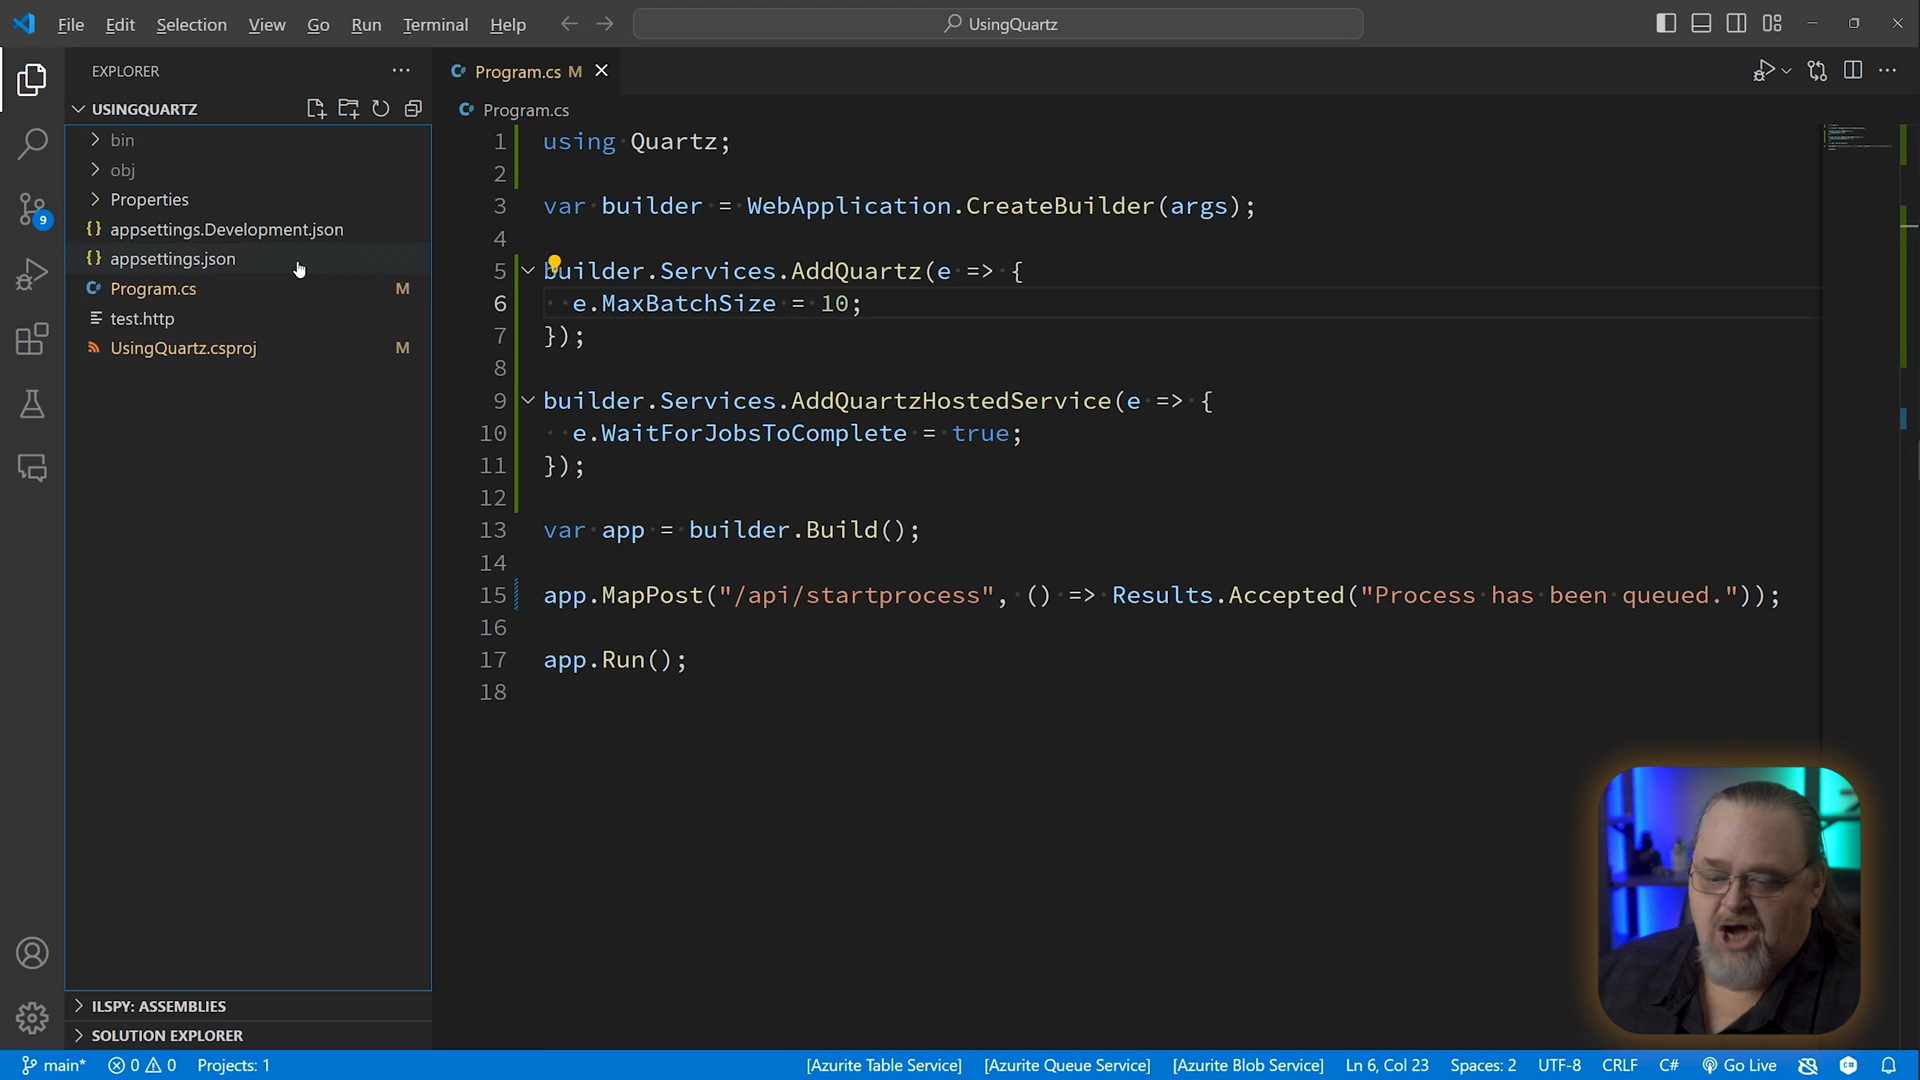 File Edit Selection View Go Run Terminal Help
UsingQuartz
EXPLORER
USINGQUARTZ
bin
obj
Properties
{} appsettings.Development.json
{} appsettings.json
Program.cs M
test.http
UsingQuartz.csproj M
9
ILSPY: ASSEMBLIES
SOLUTION EXPLORER
C# Program.cs M
C# Program.cs
1 using Quartz;
2
3 var builder = WebApplication.CreateBuilder(args);
4
5 builder.Services.AddQuartz(e => {
6 e.MaxBatchSize = 10;
7 });
8
9 builder.Services.AddQuartzHostedService(e => {
10 e.WaitForJobsToComplete = true;
11 });
12
13 var app = builder.Build();
14
15 app.MapPost("/api/startprocess", () => Results.Accepted("Process has been queued."));
16
17 app.Run();
18
main* 0 0 Projects: 1 [Azurite Table Service] [Azurite Queue Service] [Azurite Blob Service] Ln 6, Col 23 Spaces: 2 UTF-8 CRLF C# Go Live